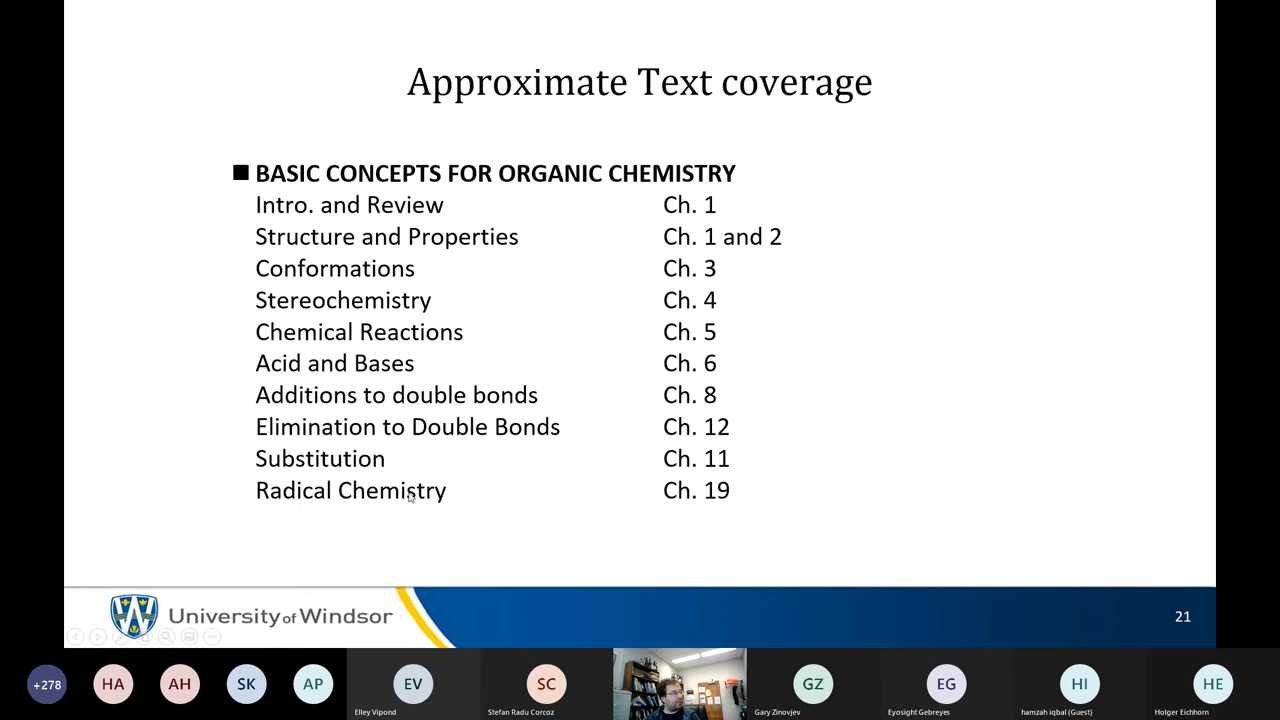 Approximate Text coverage
■ BASIC CONCEPTS FOR ORGANIC CHEMISTRY
Intro. and Review Ch. 1
Structure and Properties Ch. 1 and 2
Conformations Ch. 3
Stereochemistry Ch. 4
Chemical Reactions Ch. 5
Acid and Bases Ch. 6
Additions to double bonds Ch. 8
Elimination to Double Bonds Ch. 12
Substitution Ch. 11
Radical Chemistry Ch. 19
University of Windsor
21
+278 HA AH SK AP EV SC GZ EG HI HE
Elley Vipond Stefan Radu Corcoz Gary Zinovjev Eyosight Gebreyes hamzah iqbal (Guest) Holger Eichhorn